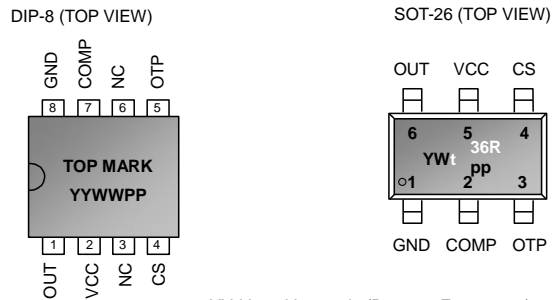 DIP-8 (TOP VIEW)
GND COMP NC OTP
8 7 6 5
TOP MARK
YYWWPP
1 2 3 4
OUT VCC NC CS
SOT-26 (TOP VIEW)
OUT VCC CS
6 5 4
YWt 36R
pp
1 2 3
GND COMP OTP